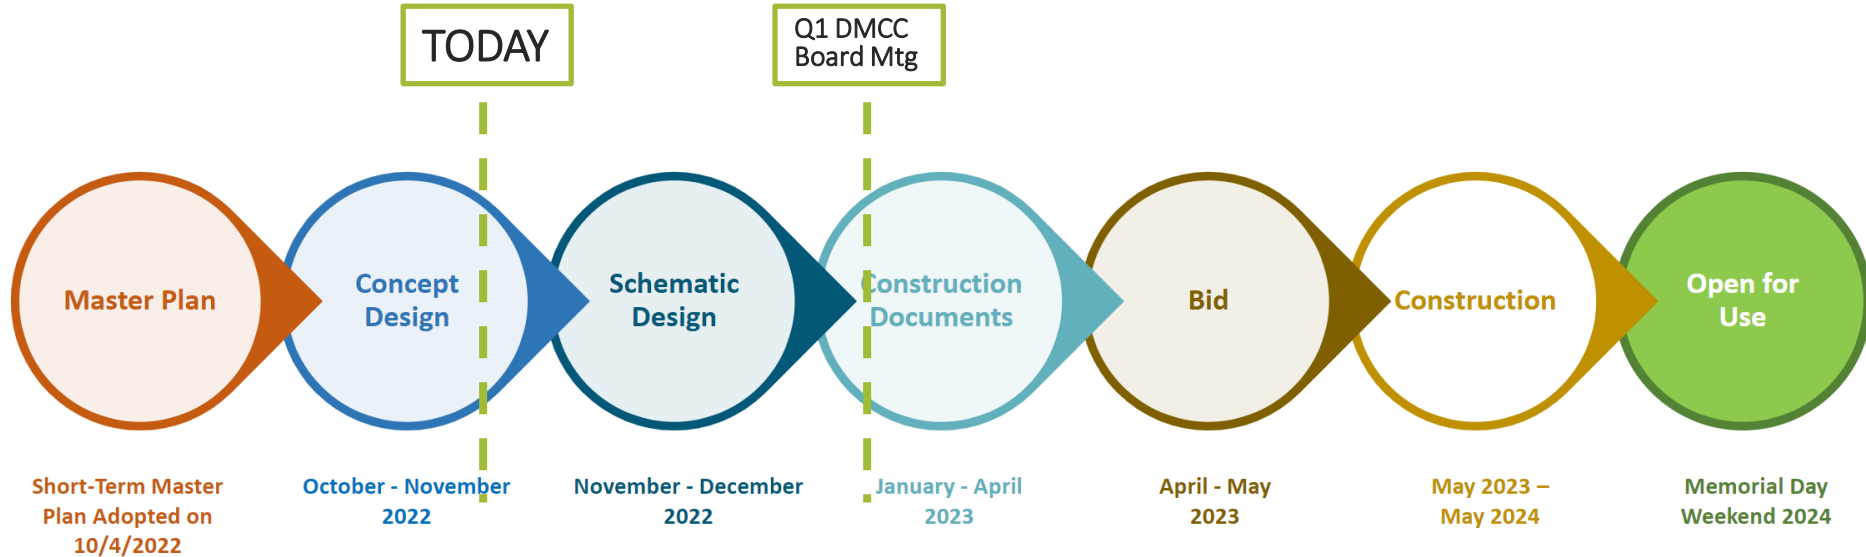 TODAY
Q1 DMCC
Board Mtg
Master Plan
Concept
Design
Schematic
Design
Construction
Documents
Bid
Construction
Open for
Use
Short-Term Master
Plan Adopted on
10/4/2022
October - November
2022
November - December
2022
January - April
2023
April - May
2023
May 2023 –
May 2024
Memorial Day
Weekend 2024